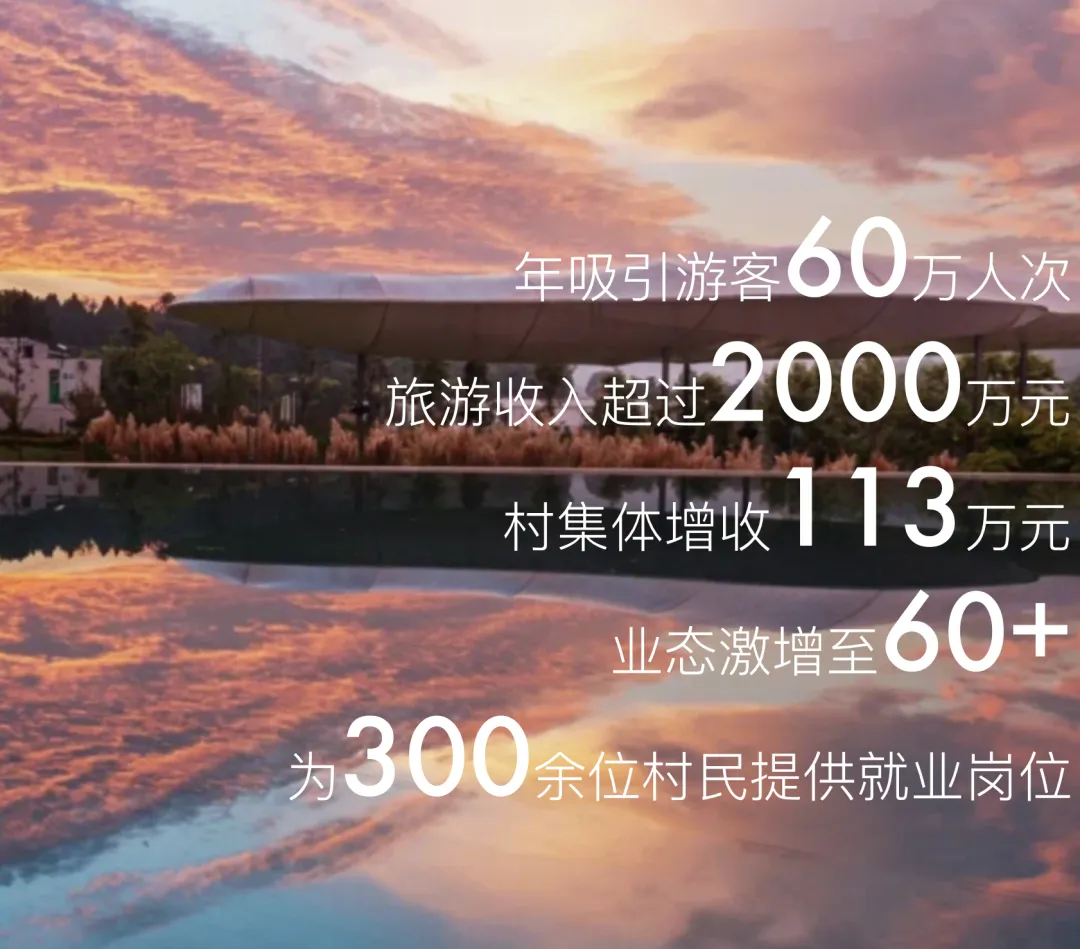 年吸引游客60万人次
旅游收入超过2000万元
村集体增收113万元
业态激增至60+
为300余位村民提供就业岗位